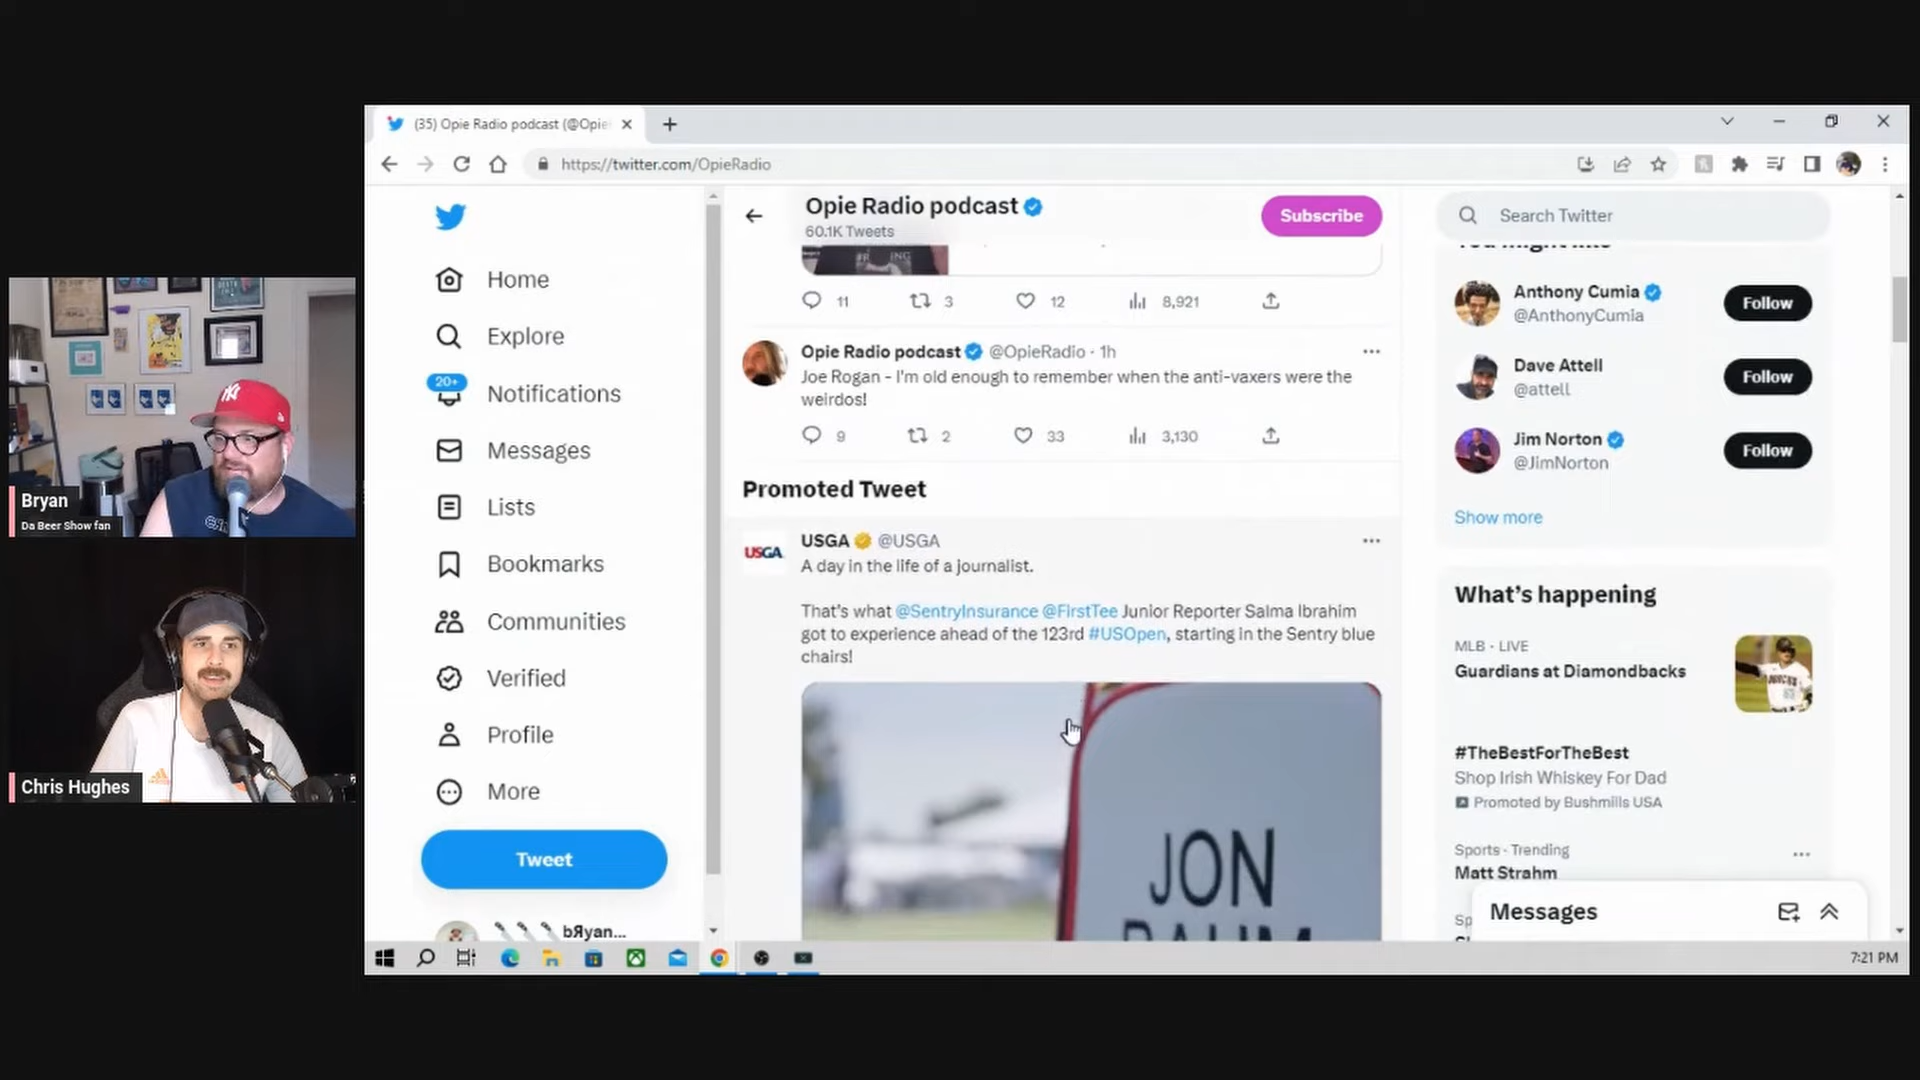 (35) Opie Radio podcast (@Opie
https://twitter.com/OpieRadio
Bryan
Da Beer Show fan
Chris Hughes
Home
Explore
20+
Notifications
Messages
Lists
Bookmarks
Communities
Verified
Profile
More
Tweet
bЯyan...
Opie Radio podcast
60.1K Tweets
Subscribe
11
3
12
8,921
Opie Radio podcast @OpieRadio · 1h
Joe Rogan - I'm old enough to remember when the anti-vaxers were the
weirdos!
9
2
33
3,130
Promoted Tweet
USGA
USGA @USGA
A day in the life of a journalist.
That's what @SentryInsurance @FirstTee Junior Reporter Salma Ibrahim
got to experience ahead of the 123rd #USOpen, starting in the Sentry blue
chairs!
JON
RAHM
Search Twitter
You might like
Anthony Cumia
@AnthonyCumia
Follow
Dave Attell
@attell
Follow
Jim Norton
@JimNorton
Follow
Show more
What's happening
MLB · LIVE
Guardians at Diamondbacks
#TheBestForTheBest
Shop Irish Whiskey For Dad
Promoted by Bushmills USA
Sports · Trending
Matt Strahm
Sp
Messages
7:21 PM